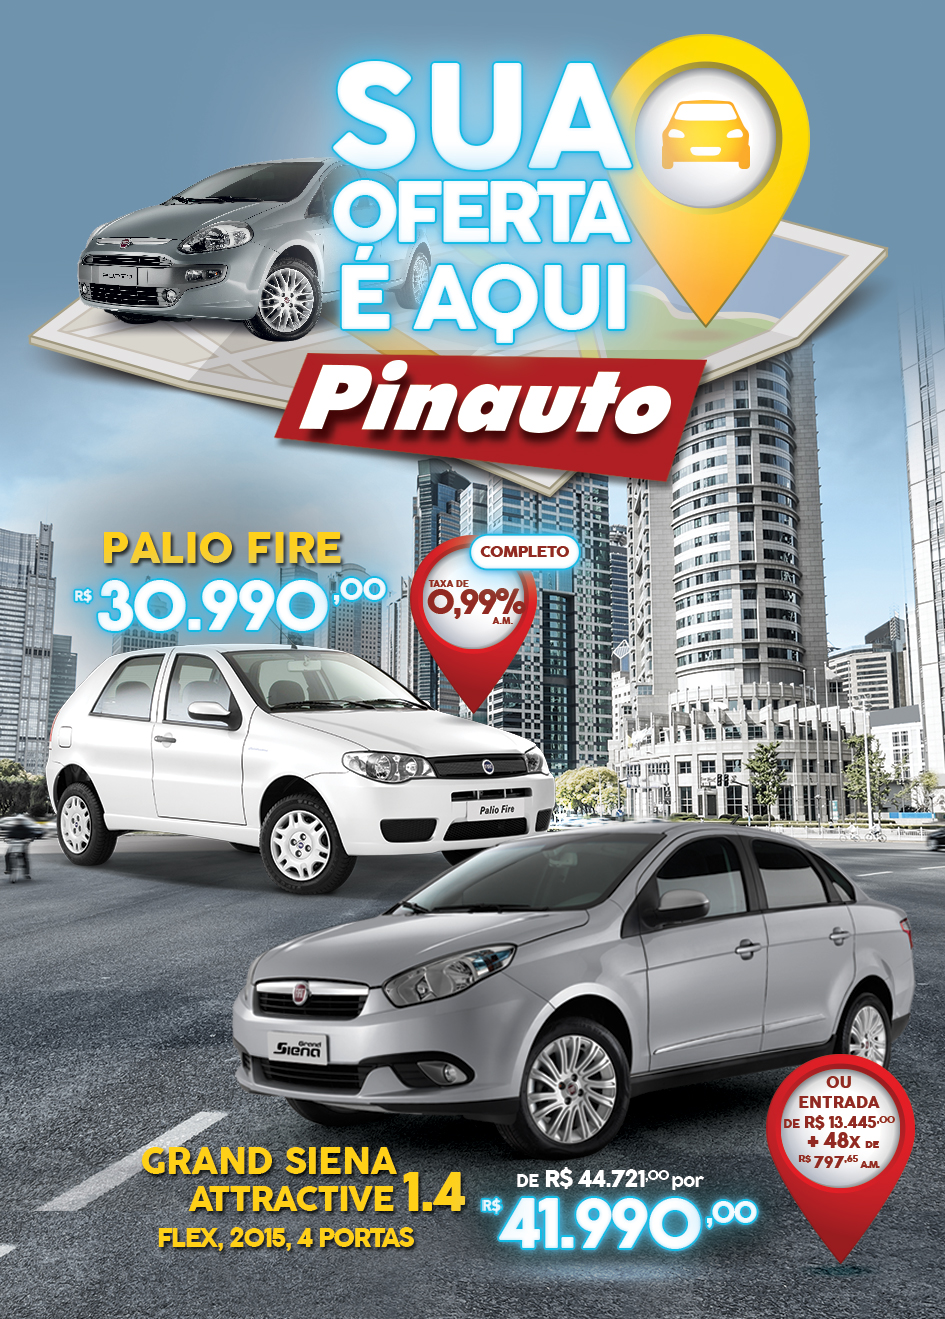 SUA
OFERTA
É AQUI
Pinauto
PUNTO
PALIO FIRE
R$ 30.990,00
COMPLETO
TAXA DE
0,99%
A.M.
Palio Fire
Grand
Siena
OU
ENTRADA
DE R$ 13.445,00
+ 48X DE
R$ 797,65 A.M.
GRAND SIENA
ATTRACTIVE 1.4
FLEX, 2015, 4 PORTAS
DE R$ 44.721,00 por
R$ 41.990,00